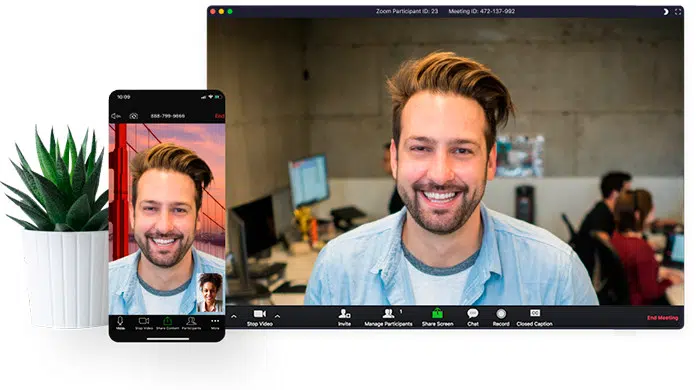 Zoom Participant ID: 23 Meeting ID: 472-137-992
10:09
888-799-9666 End
Stop Video Share Content Participants More
Stop Video Invite Manage Participants 1 Share Screen Chat Record Closed Caption End Meeting
CC